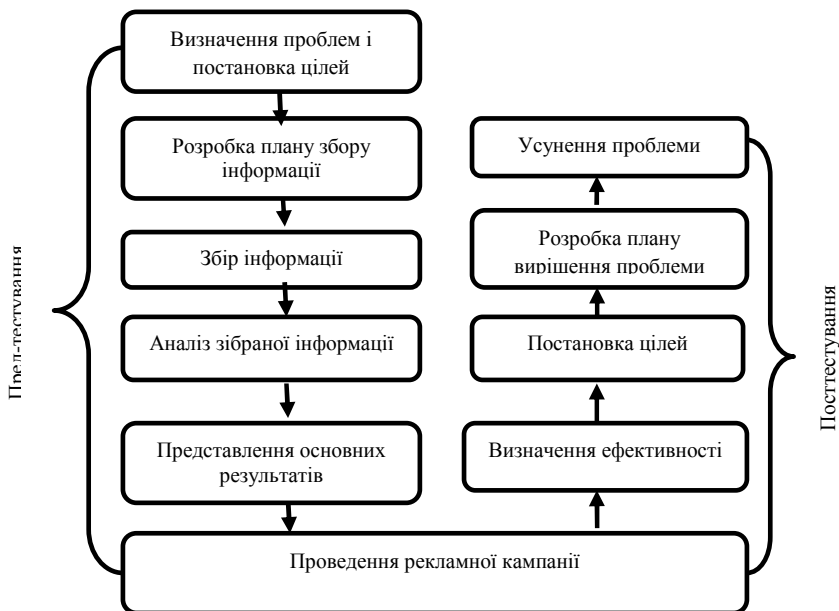 Визначення проблем і
постановка цілей
Розробка плану збору
інформації
Збір інформації
Аналіз зібраної інформації
Представлення основних
результатів
Проведення рекламної кампанії
Визначення ефективності
Постановка цілей
Розробка плану
вирішення проблеми
Усунення проблеми
Пред-тестування
Посттестування